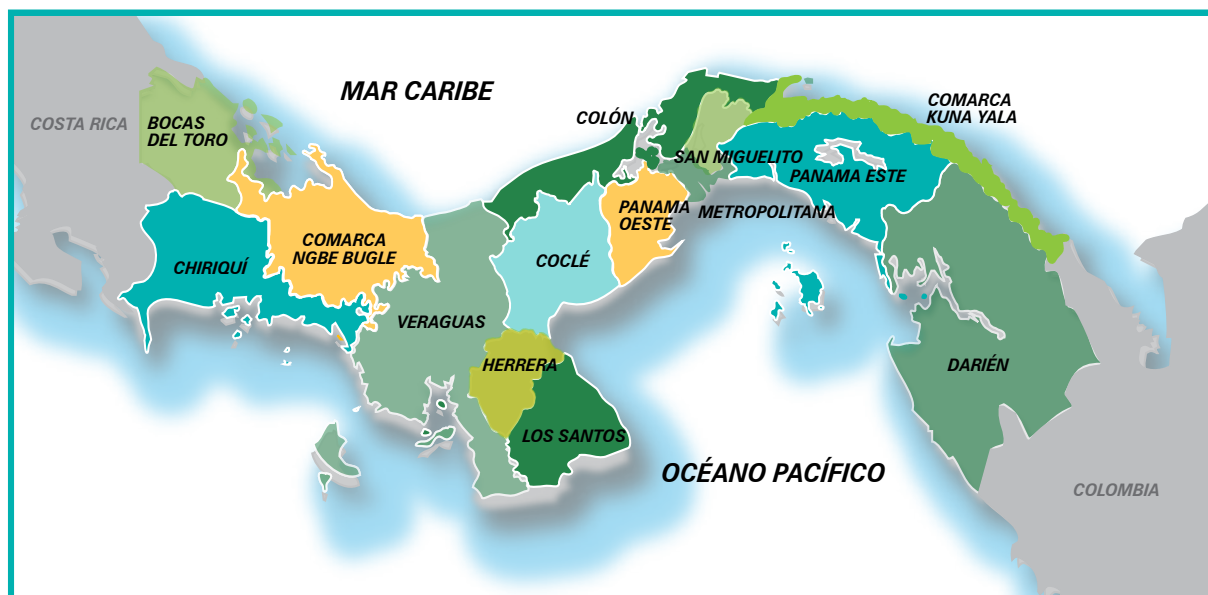 MAR CARIBE
COSTA RICA
BOCAS
DEL TORO
COLÓN
COMARCA
KUNA YALA
SAN MIGUELITO
PANAMA ESTE
METROPOLITANA
PANAMA
OESTE
COMARCA
NGBE BUGLE
CHIRIQUÍ
COCLÉ
VERAGUAS
HERRERA
DARIÉN
LOS SANTOS
OCÉANO PACÍFICO
COLOMBIA